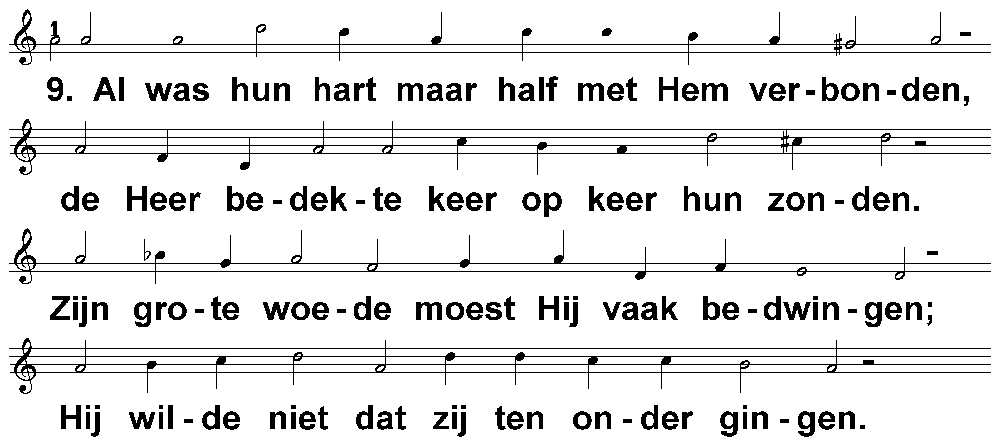 1
9. Al was hun hart maar half met Hem ver-bon-den,
de Heer be-dek-te keer op keer hun zon-den.
Zijn gro-te woe-de moest Hij vaak be-dwin-gen;
Hij wil-de niet dat zij ten on-der gin-gen.